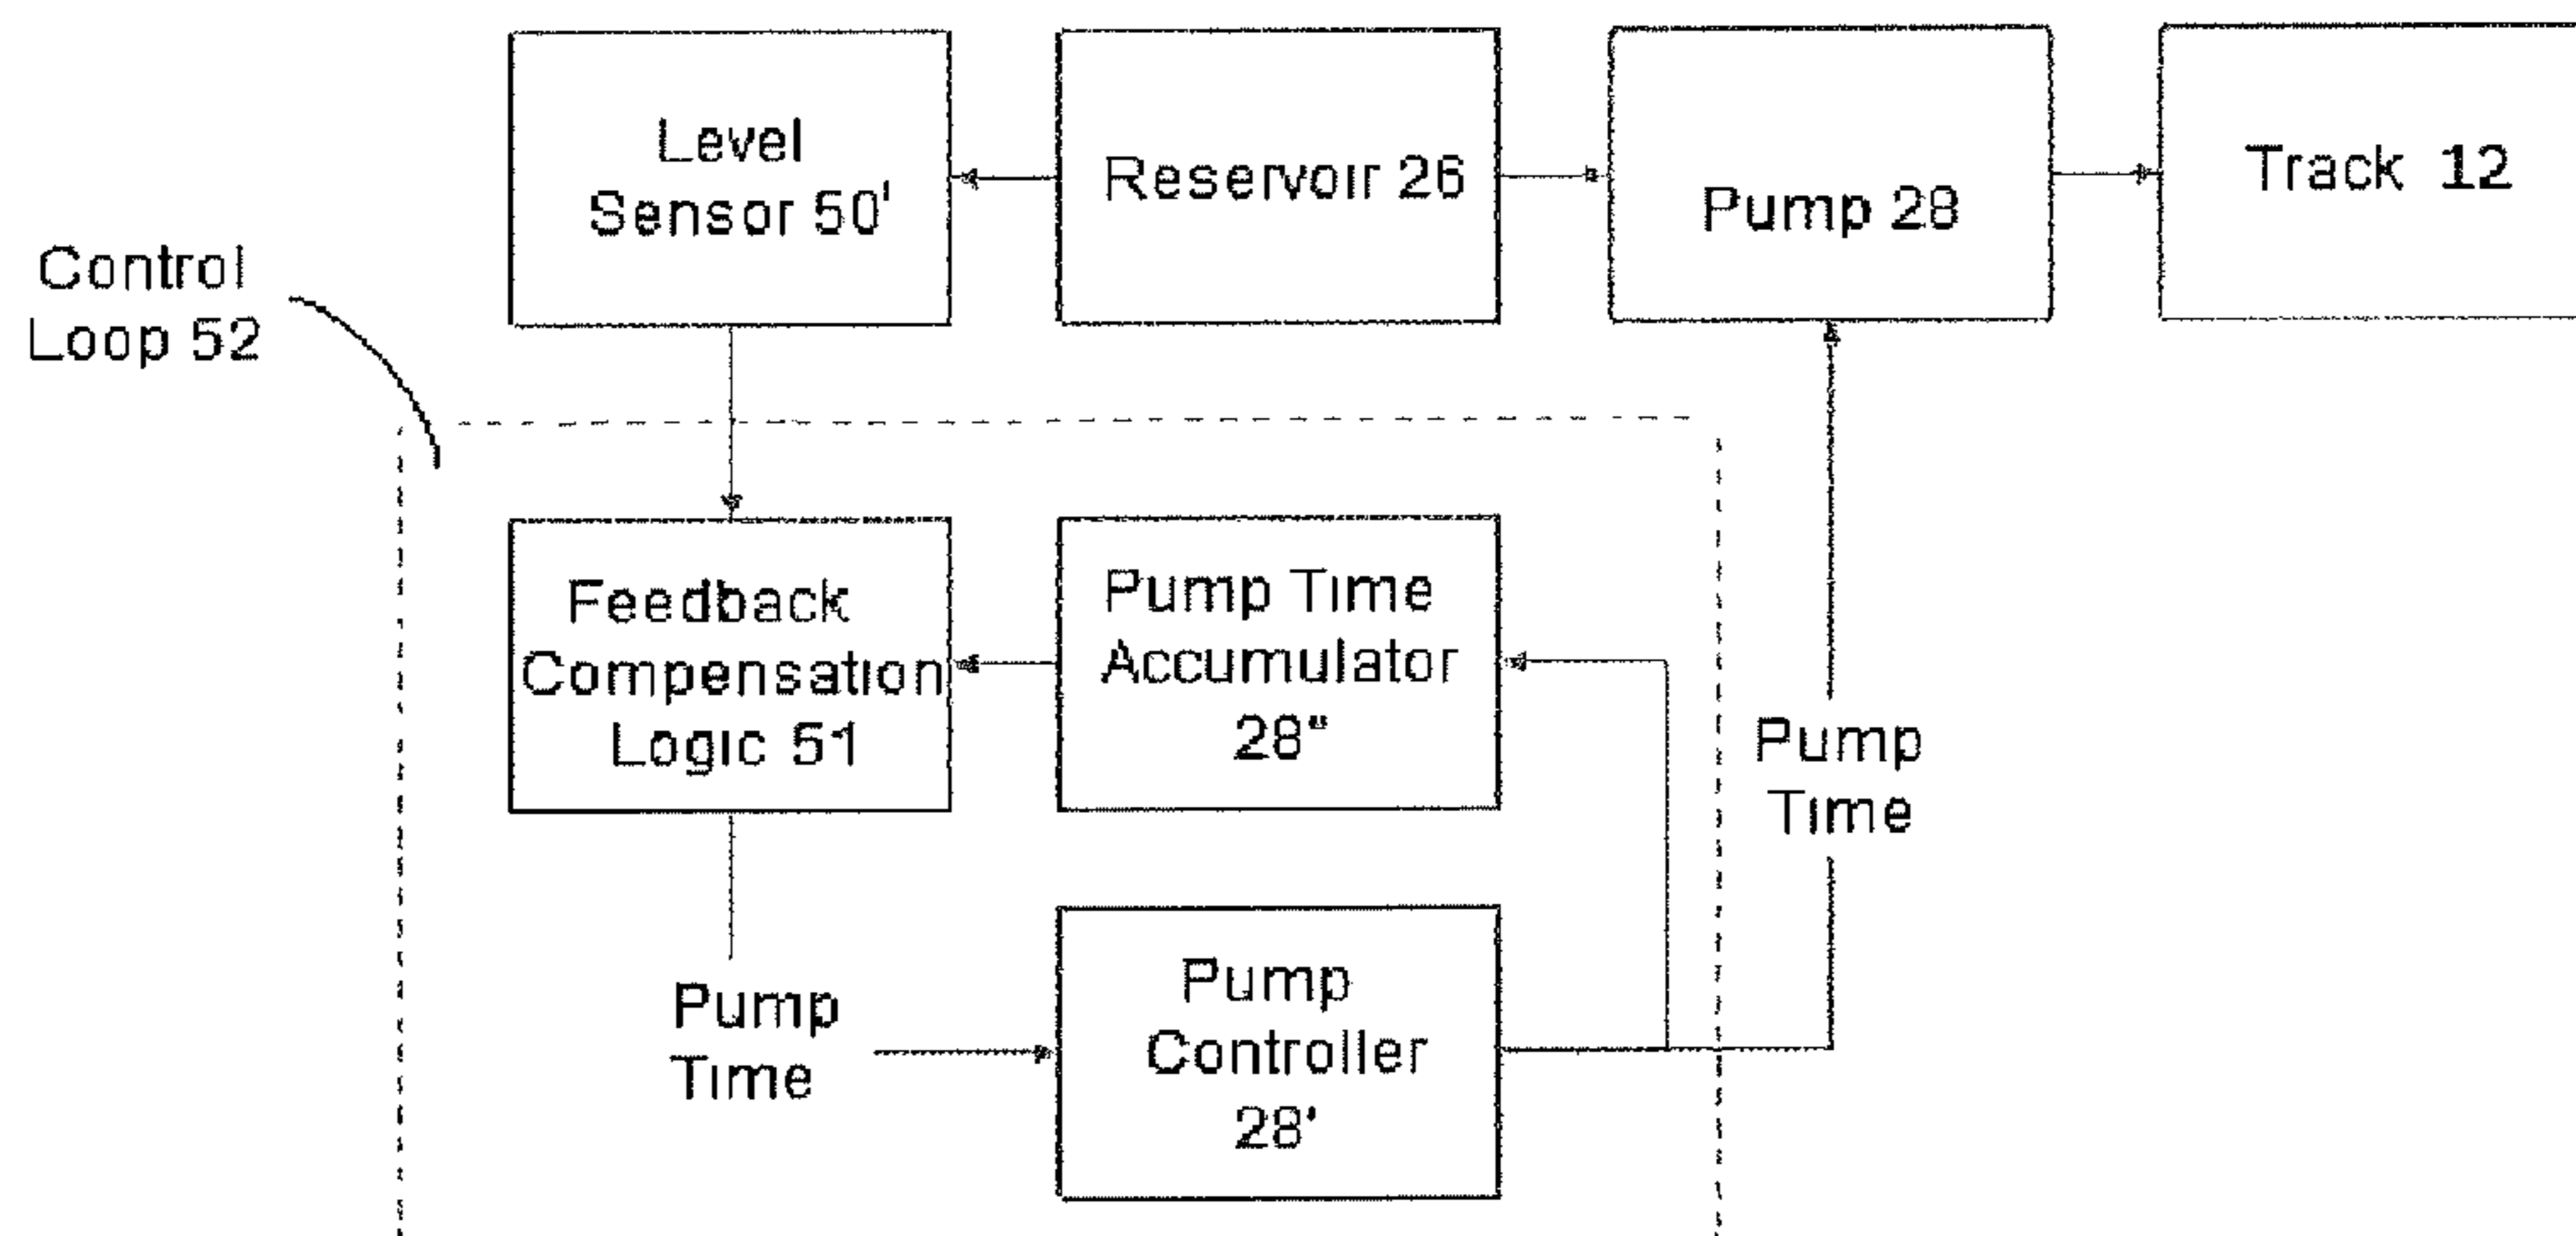 Level
Sensor 50'
Reservoir 26
Pump 28
Track 12
Control
Loop 52
Feedback
Compensation
Logic 51
Pump Time
Accumulator
28"
Pump
Time
Pump
Time
Pump
Controller
28'